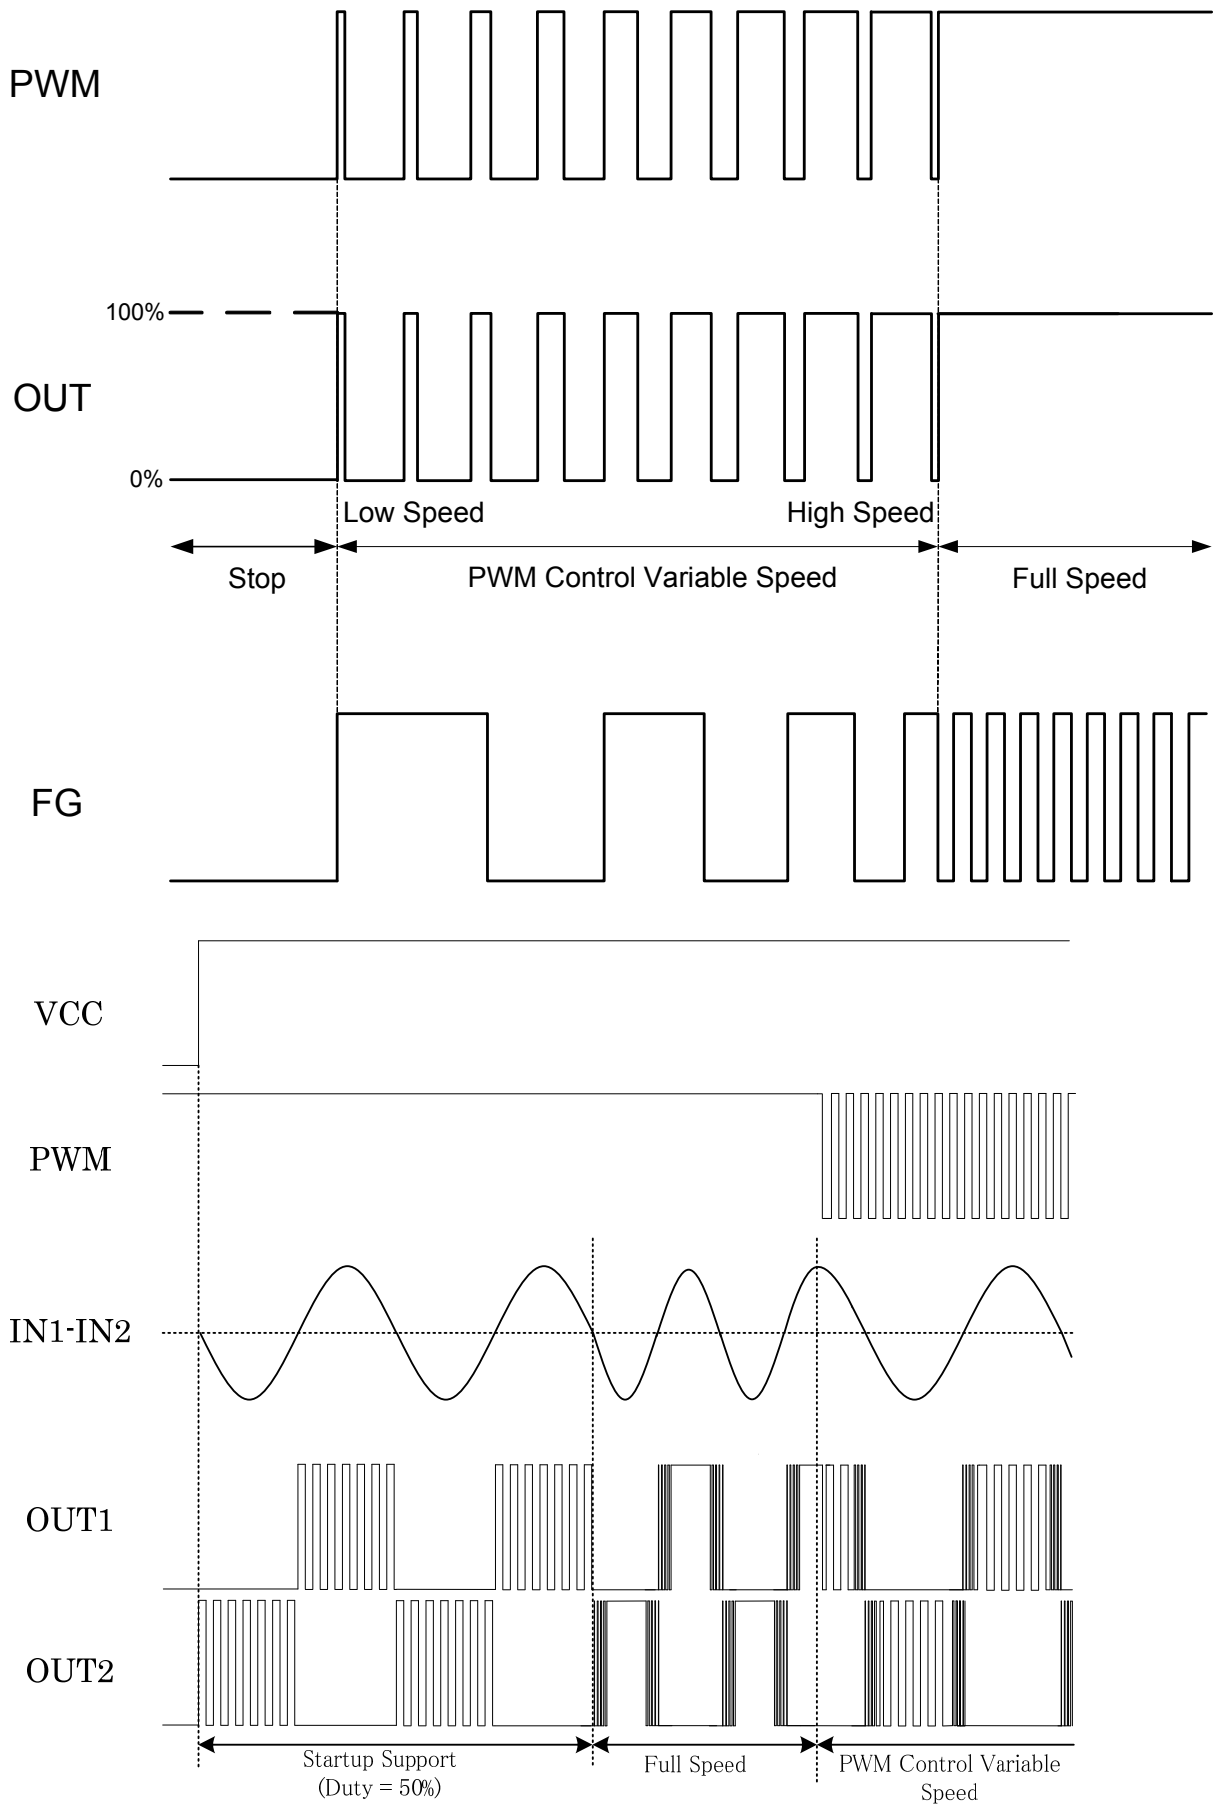 PWM
100%
OUT
0%
Low Speed
High Speed
Stop
PWM Control Variable Speed
Full Speed
FG
VCC
PWM
IN1-IN2
OUT1
OUT2
Startup Support
(Duty = 50%)
Full Speed
PWM Control Variable
Speed